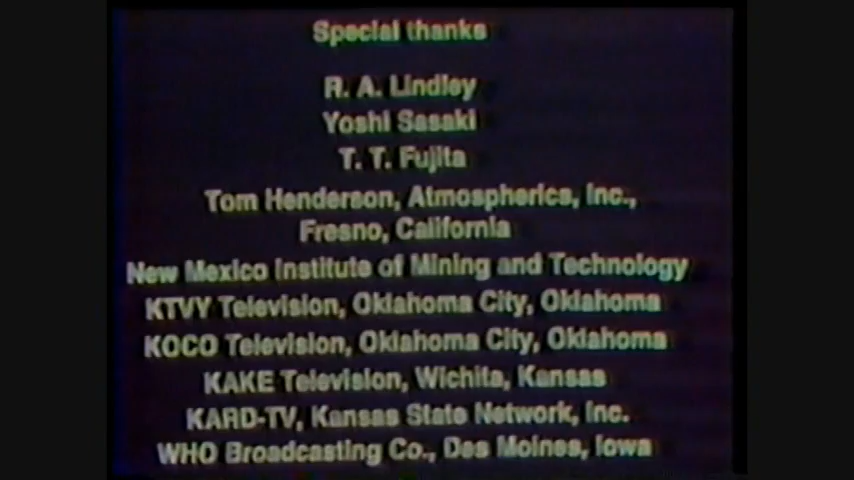 Special thanks
R. A. Lindley
Yoshi Sasaki
T. T. Fujita
Tom Henderson, Atmospherics, Inc.,
Fresno, California
New Mexico Institute of Mining and Technology
KTVY Television, Oklahoma City, Oklahoma
KOCO Television, Oklahoma City, Oklahoma
KAKE Television, Wichita, Kansas
KARD-TV, Kansas State Network, Inc.
WHO Broadcasting Co., Des Moines, Iowa